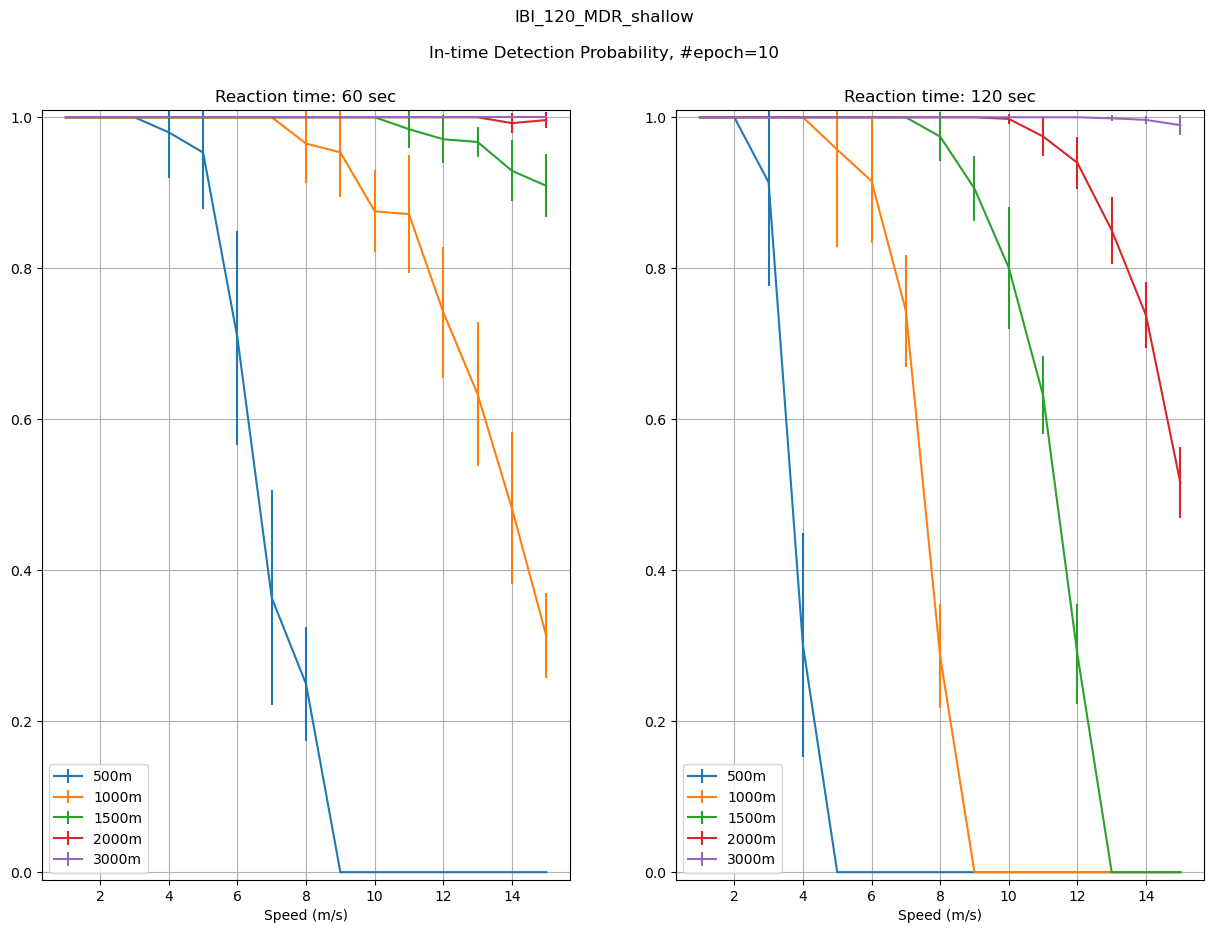 IBI_120_MDR_shallow
In-time Detection Probability, #epoch=10
Reaction time: 60 sec
1.0
0.8
0.6
0.4
0.2
0.0
500m
1000m
1500m
2000m
3000m
2 4 6 8 10 12 14
Speed (m/s)
Reaction time: 120 sec
1.0
0.8
0.6
0.4
0.2
0.0
500m
1000m
1500m
2000m
3000m
2 4 6 8 10 12 14
Speed (m/s)